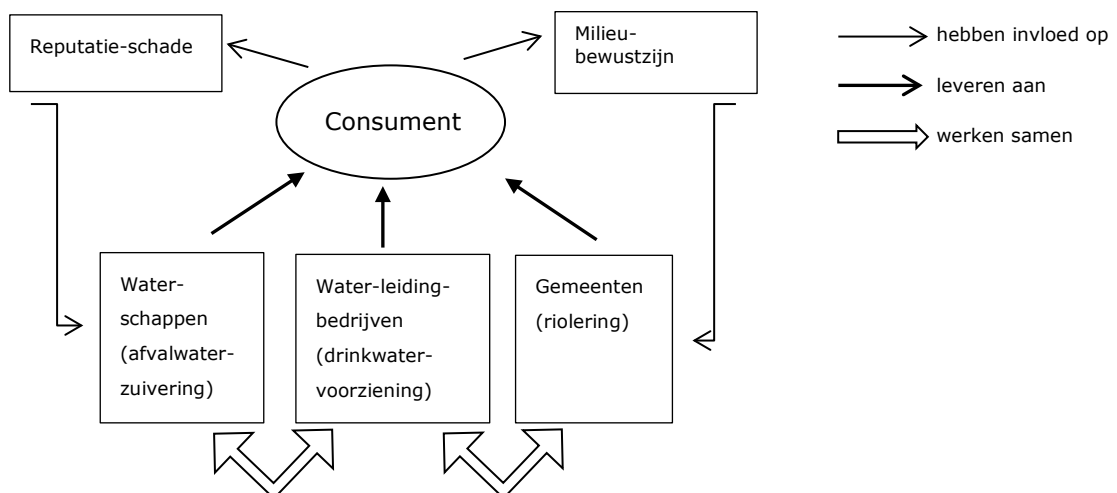 Reputatie-schade
Milieu-
bewustzijn
hebben invloed op
leveren aan
werken samen
Consument
Water-
schappen
(afvalwater-
zuivering)
Water-leiding-
bedrijven
(drinkwater-
voorziening)
Gemeenten
(riolering)